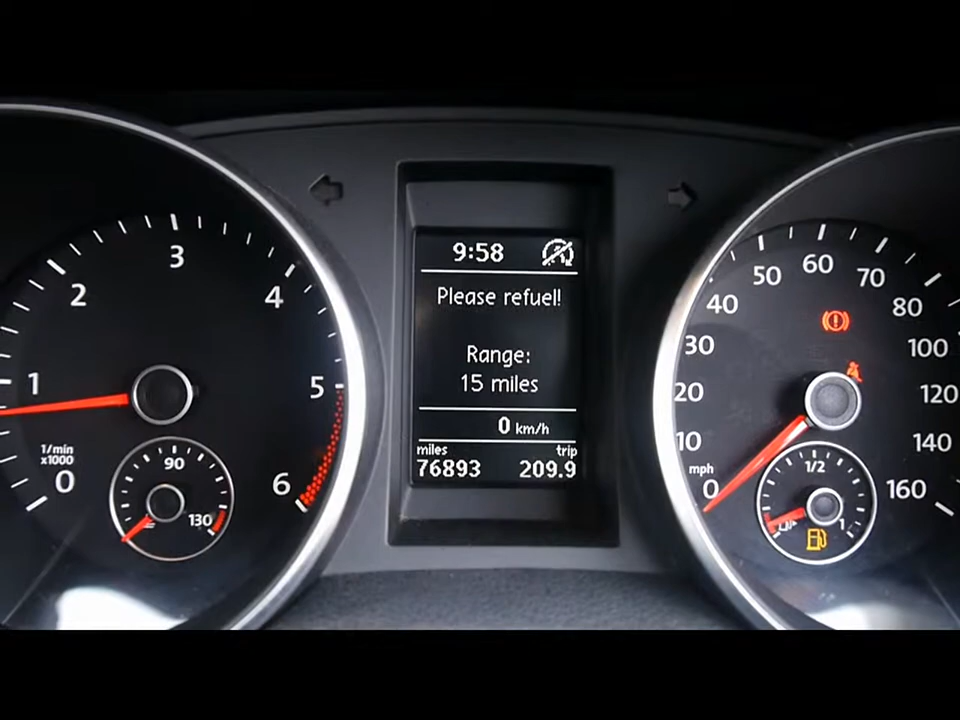 9:58
Please refuel!
Range:
15 miles
0 km/h
miles trip
76893 209.9
0 1 2 3 4 5 6
1/min
x1000
90
130
0 10 20 30 40 50 60 70 80 100 120 140 160
mph
1/2
1